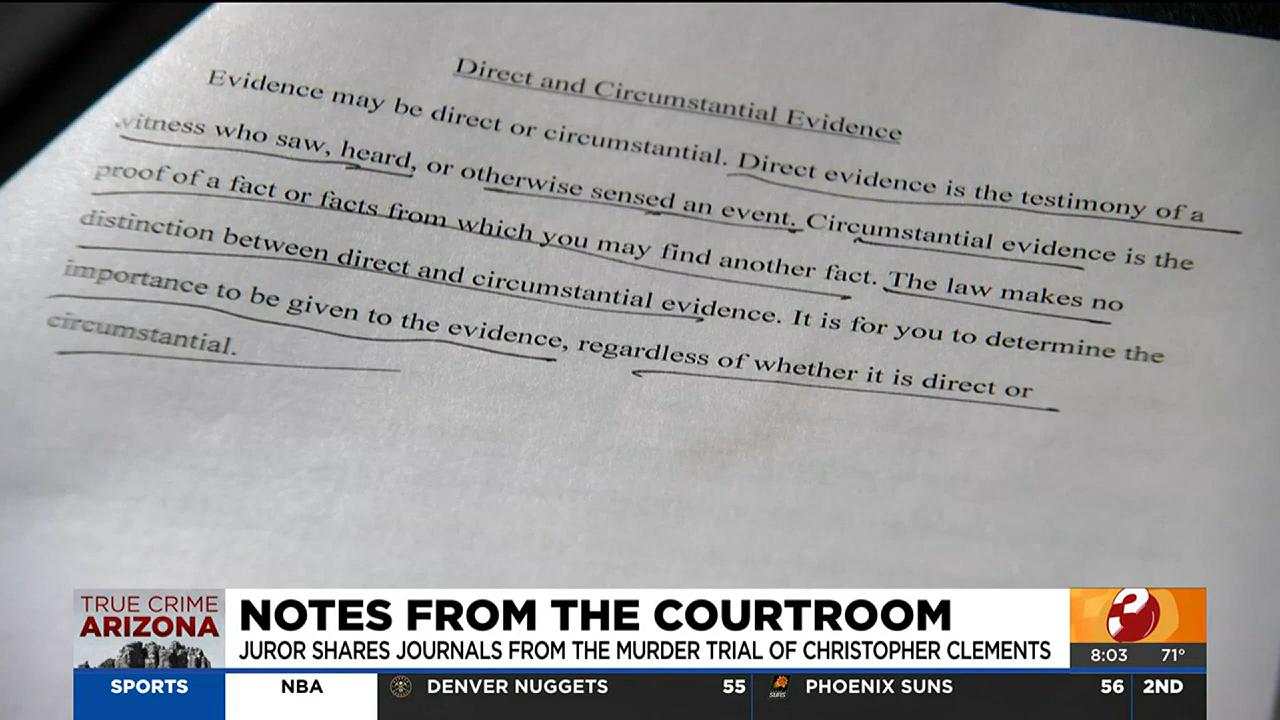 Direct and Circumstantial Evidence
Evidence may be direct or circumstantial. Direct evidence is the testimony of a
witness who saw, heard, or otherwise sensed an event. Circumstantial evidence is the
proof of a fact or facts from which you may find another fact. The law makes no
distinction between direct and circumstantial evidence. It is for you to determine the
importance to be given to the evidence, regardless of whether it is direct or
circumstantial.
TRUE CRIME
ARIZONA
NOTES FROM THE COURTROOM
JUROR SHARES JOURNALS FROM THE MURDER TRIAL OF CHRISTOPHER CLEMENTS
3
8:03 71°
SPORTS NBA DENVER NUGGETS 55 SUNS PHOENIX SUNS 56 2ND